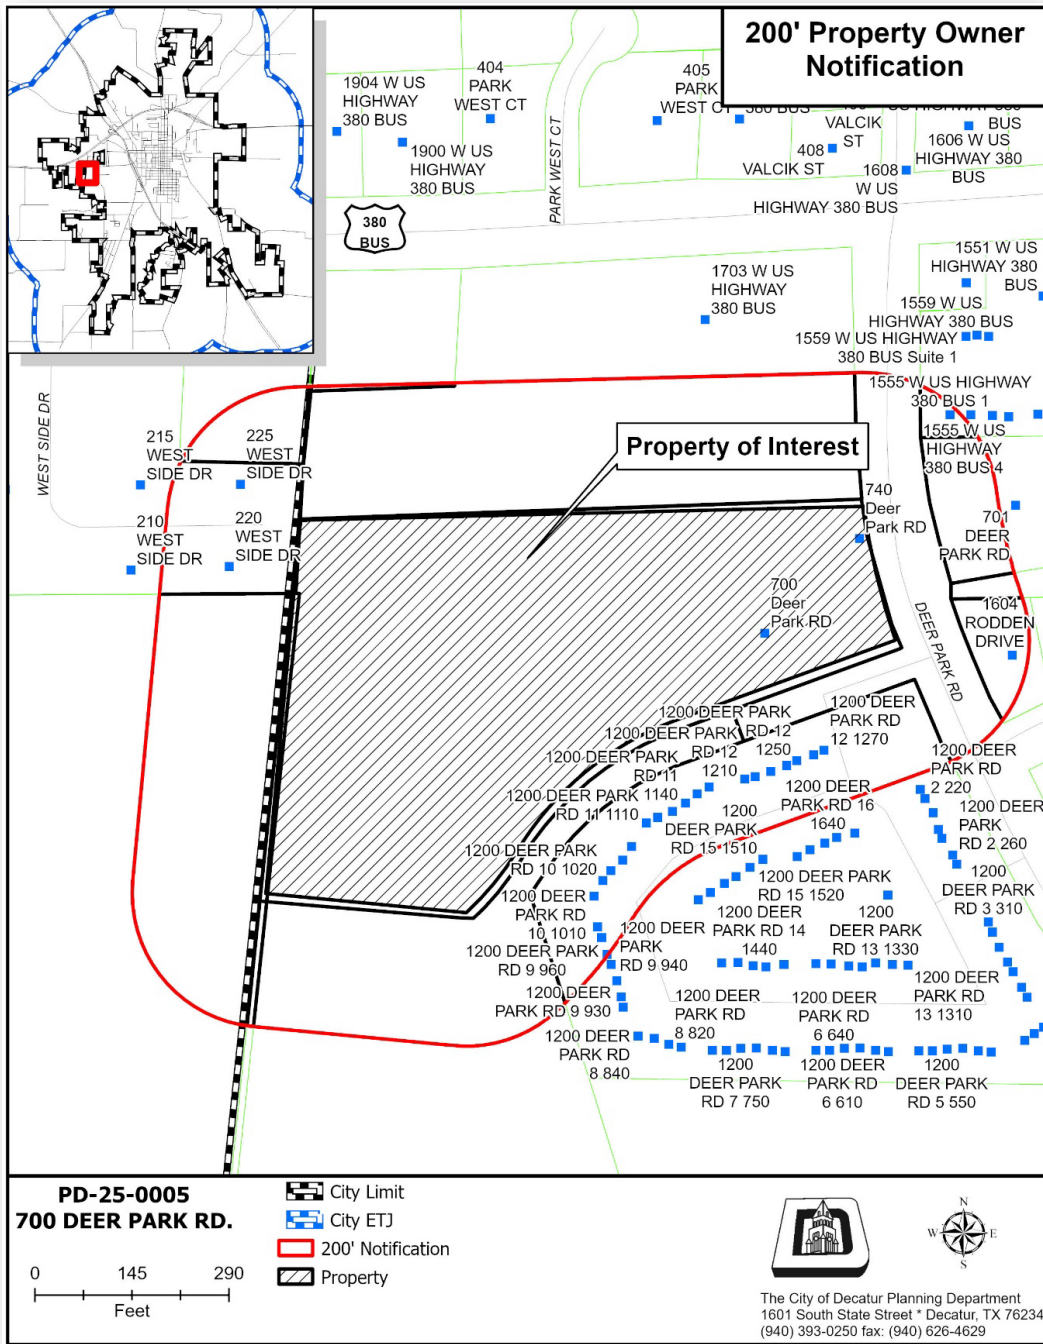 200' Property Owner
Notification
1904 W US
HIGHWAY
380 BUS
404
PARK
WEST CT
1900 W US
HIGHWAY
380 BUS
405
PARK
WEST CT
380 BUS
VALCIK
ST
408
VALCIK ST
BUS
1606 W US
HIGHWAY 380
BUS
1608
W US
HIGHWAY 380 BUS
PARK WEST CT
380
BUS
1703 W US
HIGHWAY
380 BUS
1551 W US
HIGHWAY 380
BUS
1559 W US
HIGHWAY 380 BUS
1559 W US HIGHWAY
380 BUS Suite 1
1555 W US HIGHWAY
380 BUS 1
1555 W US
HIGHWAY
380 BUS 4
WEST SIDE DR
215
WEST
SIDE DR
225
WEST
SIDE DR
210
WEST
SIDE DR
220
WEST
SIDE DR
Property of Interest
740
Deer
Park RD
701
DEER
PARK RD
700
Deer
Park RD
1604
RODDEN
DRIVE
DEER PARK RD
1200 DEER PARK
RD 12
1250
1200 DEER PARK
RD 12
1210
1200 DEER
PARK RD
12 1270
1200 DEER PARK
RD 11
1140
1200 DEER PARK
RD 11 1110
1200 DEER
PARK RD
2 220
1200 DEER
PARK RD 16
1640
1200
DEER PARK
RD 15 1510
1200 DEER
PARK
RD 2 260
1200 DEER PARK
RD 10 1020
1200 DEER PARK
RD 15 1520
1200
DEER PARK
RD 3 310
1200 DEER
PARK RD
10 1010
1200 DEER
PARK RD 14
1440
1200
DEER PARK
RD 13 1330
1200 DEER PARK
RD 9 960
1200 DEER
PARK
RD 9 940
1200 DEER
PARK RD
13 1310
1200 DEER
PARK RD 9 930
1200 DEER
PARK RD
8 820
1200 DEER
PARK RD
6 640
1200 DEER
PARK RD
8 840
1200
DEER PARK
RD 7 750
1200 DEER
PARK RD
6 610
1200
DEER PARK
RD 5 550
PD-25-0005
700 DEER PARK RD.
0 145 290
Feet
City Limit
City ETJ
200' Notification
Property
N
W E
S
The City of Decatur Planning Department
1601 South State Street * Decatur, TX 76234
(940) 393-0250 fax: (940) 626-4629